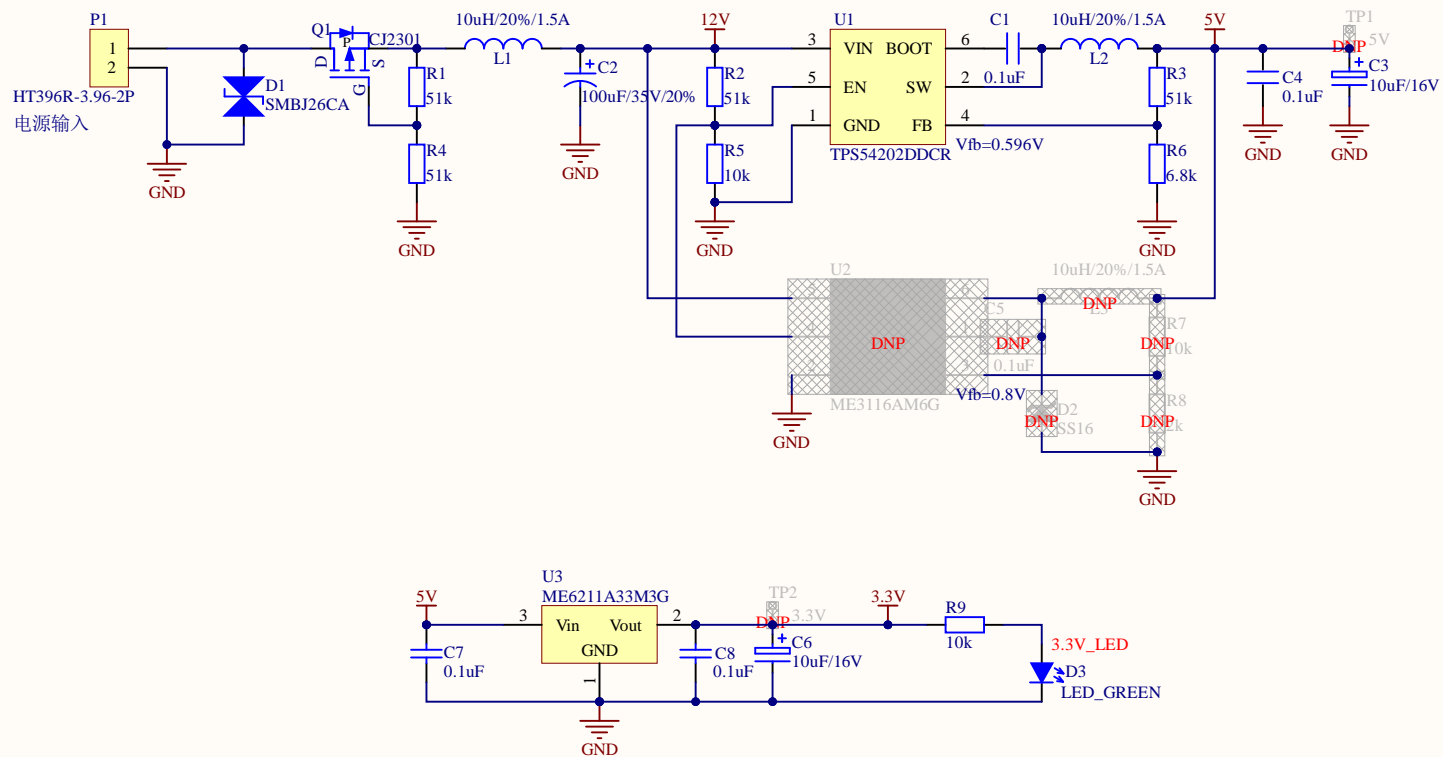 P1
1
2
HT396R-3.96-2P
电源输入
D1
SMBJ26CA
GND
Q1
P
CJ2301
D
S
G
R1
51k
R4
51k
GND
10uH/20%/1.5A
L1
C2
100uF/35V/20%
GND
12V
R2
51k
R5
10k
GND
U1
3
VIN
BOOT
6
5
EN
SW
2
1
GND
FB
4
TPS54202DDCR
Vfb=0.596V
C1
0.1uF
10uH/20%/1.5A
L2
5V
R3
51k
R6
6.8k
GND
C4
0.1uF
GND
TP1
5V
DNP
C3
10uF/16V
GND
U2
DNP
ME3116AM6G
GND
C5
DNP
0.1uF
Vfb=0.8V
10uH/20%/1.5A
DNP
L3
R7
DNP
10k
R8
DNP
2k
D2
DNP
SS16
GND
5V
C7
0.1uF
U3
ME6211A33M3G
3
Vin
Vout
2
GND
1
GND
C8
0.1uF
TP2
3.3V
DNP
C6
10uF/16V
3.3V
R9
10k
3.3V_LED
D3
LED_GREEN